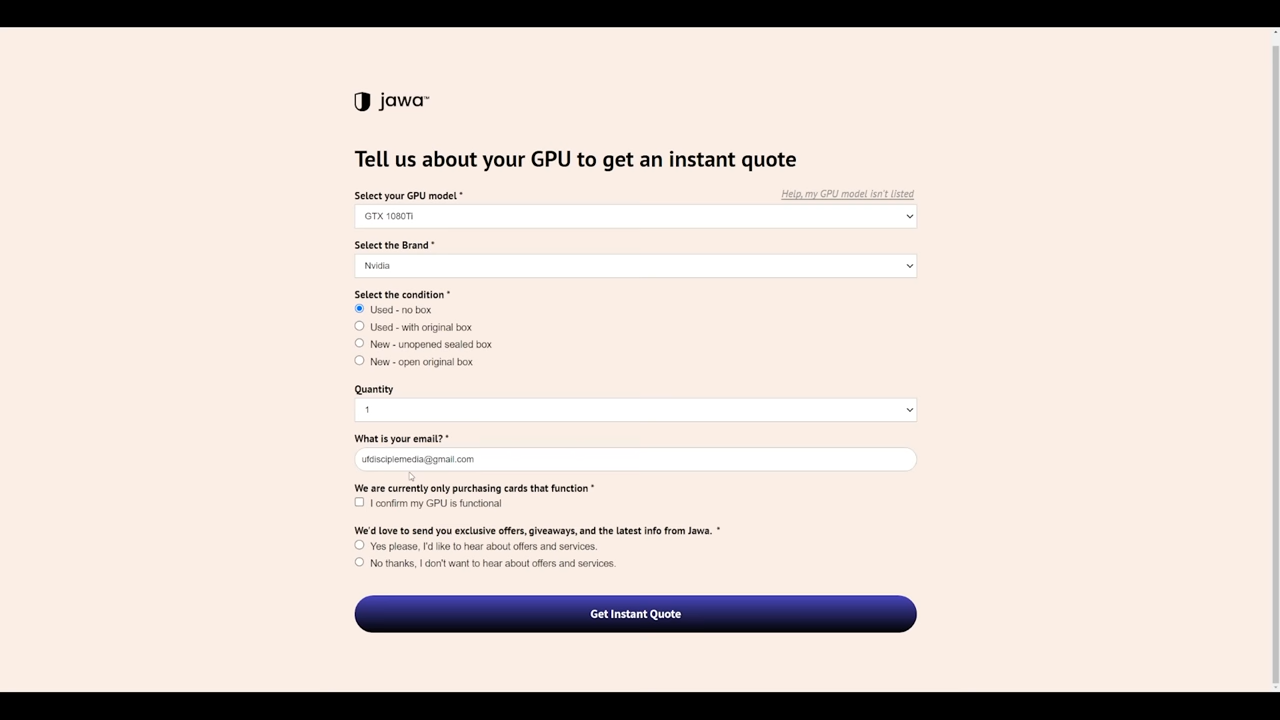 jawa™
Tell us about your GPU to get an instant quote
Select your GPU model *
Help, my GPU model isn't listed
GTX 1080Ti
Select the Brand *
Nvidia
Select the condition *
Used - no box
Used - with original box
New - unopened sealed box
New - open original box
Quantity
1
What is your email? *
ufdisciplemedia@gmail.com
We are currently only purchasing cards that function *
I confirm my GPU is functional
We'd love to send you exclusive offers, giveaways, and the latest info from Jawa. *
Yes please, I'd like to hear about offers and services.
No thanks, I don't want to hear about offers and services.
Get Instant Quote